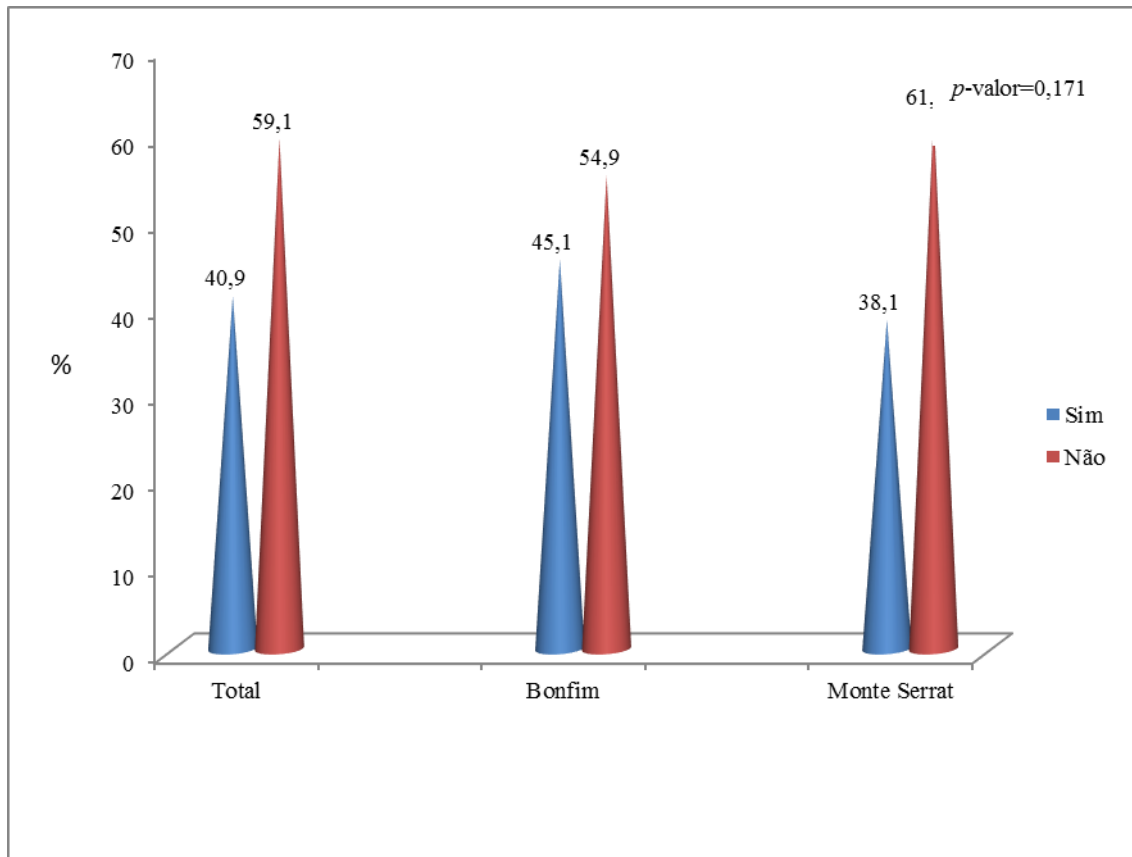 70
60
50
40
30
20
10
0
%
40,9
59,1
45,1
54,9
38,1
61,
p-valor=0,171
Total
Bonfim
Monte Serrat
Sim
Não